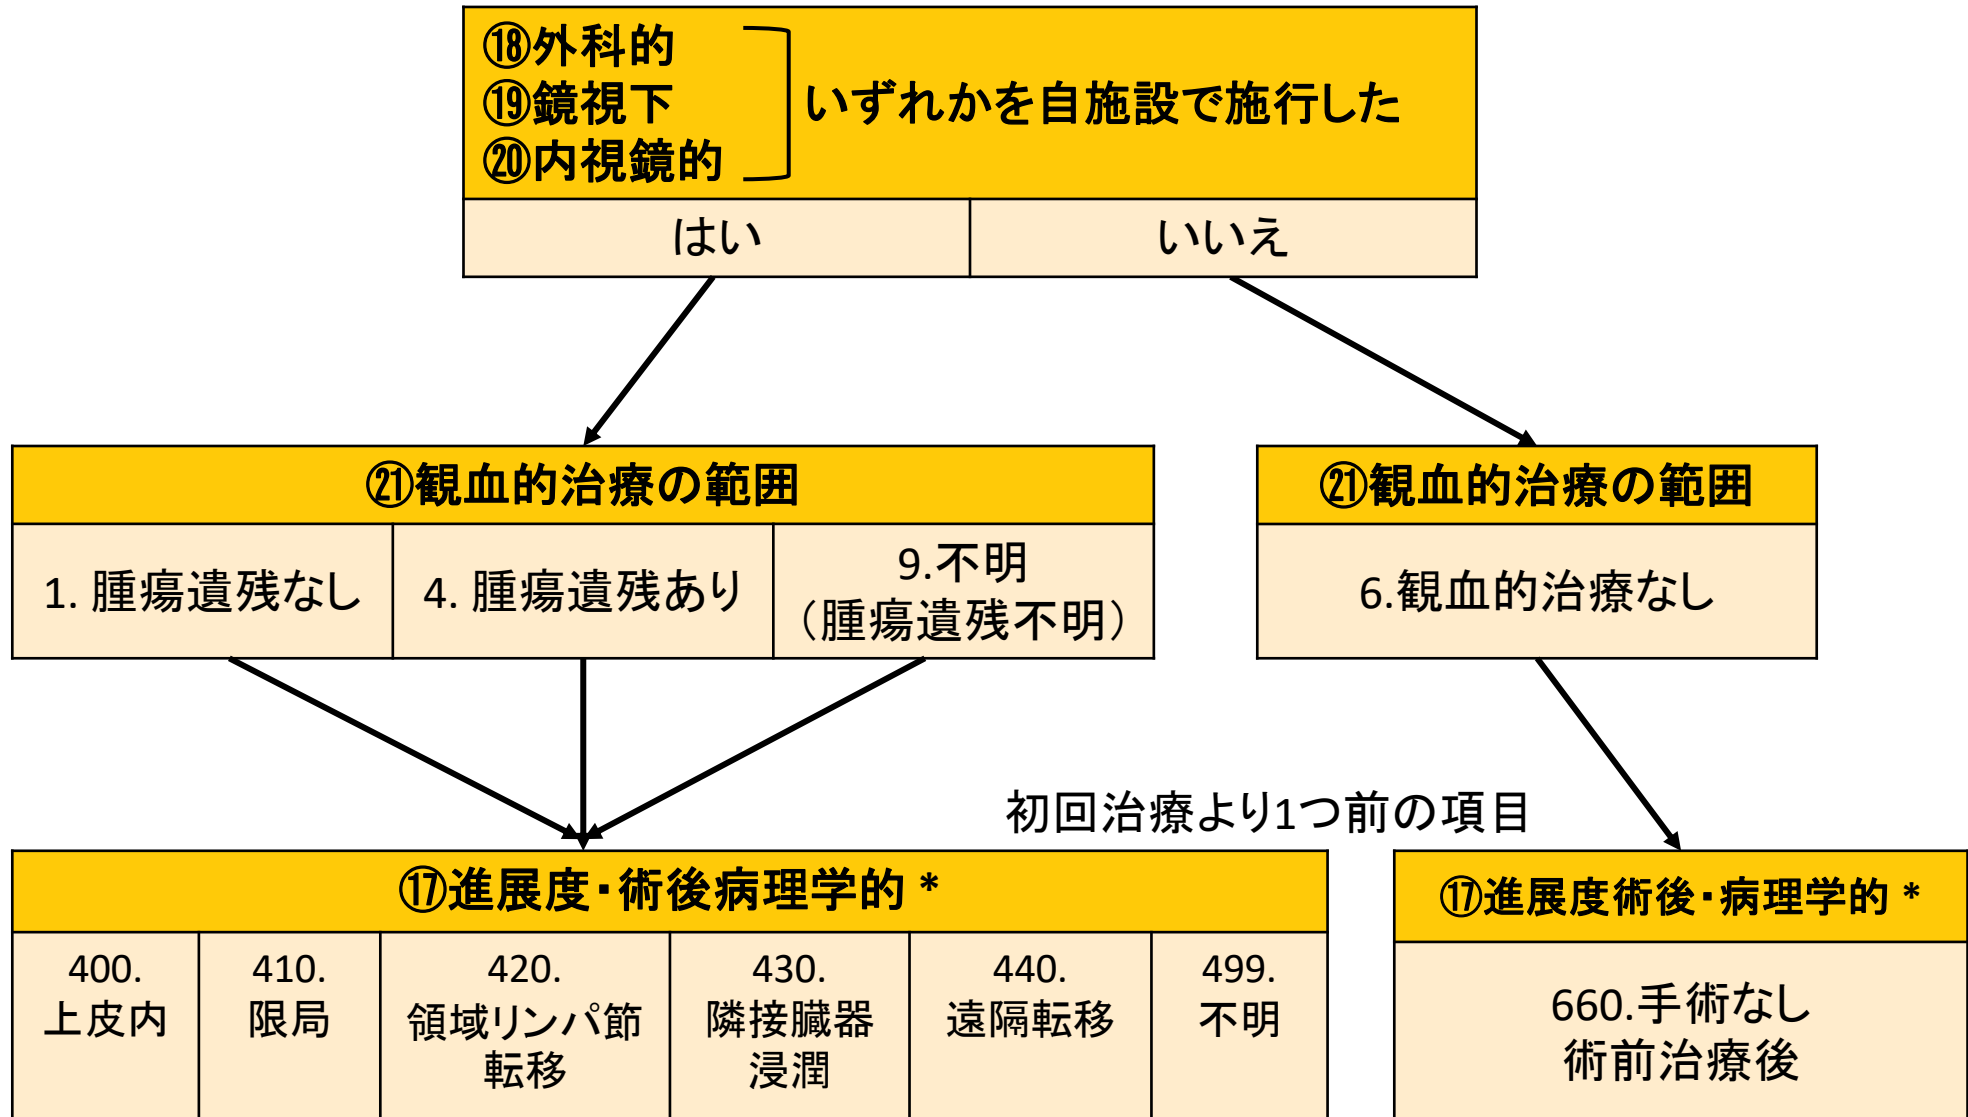 ⑱外科的
⑲鏡視下
⑳内視鏡的
いずれかを自施設で施行した
はい
いいえ
㉑観血的治療の範囲
1. 腫瘍遺残なし
4. 腫瘍遺残あり
9.不明
（腫瘍遺残不明）
㉑観血的治療の範囲
6.観血的治療なし
初回治療より1つ前の項目
⑰進展度・術後病理学的 *
400.
上皮内
410.
限局
420.
領域リンパ節
転移
430.
隣接臓器
浸潤
440.
遠隔転移
499.
不明
⑰進展度術後・病理学的 *
660.手術なし
術前治療後